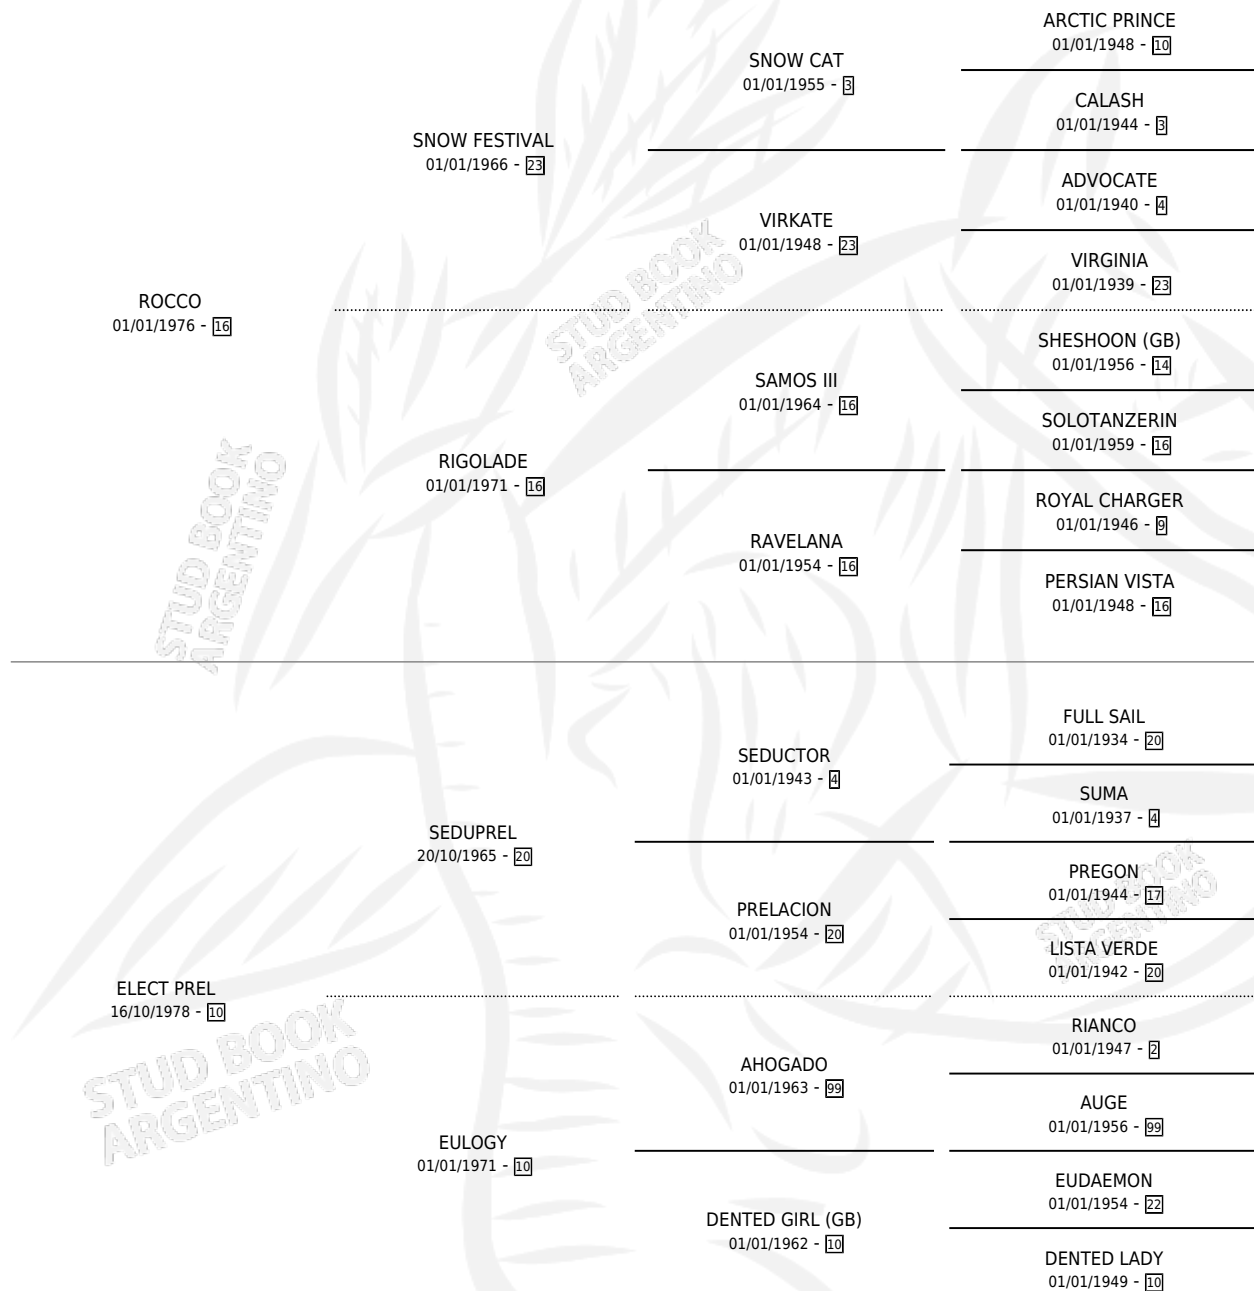 ARCTIC PRINCE
01/01/1948 - 10
SNOW CAT
01/01/1955 - 3
CALASH
01/01/1944 - 3
SNOW FESTIVAL
01/01/1966 - 23
ADVOCATE
01/01/1940 - 4
VIRKATE
01/01/1948 - 23
VIRGINIA
01/01/1939 - 23
ROCCO
01/01/1976 - 16
SHESHOON (GB)
01/01/1956 - 14
SAMOS III
01/01/1964 - 16
SOLOTANZERIN
01/01/1959 - 16
RIGOLADE
01/01/1971 - 16
ROYAL CHARGER
01/01/1946 - 9
RAVELANA
01/01/1954 - 16
PERSIAN VISTA
01/01/1948 - 16
FULL SAIL
01/01/1934 - 20
SEDUCTOR
01/01/1943 - 4
SUMA
01/01/1937 - 4
SEDUPREL
20/10/1965 - 20
PREGON
01/01/1944 - 17
PRELACION
01/01/1954 - 20
LISTA VERDE
01/01/1942 - 20
ELECT PREL
16/10/1978 - 10
RIANCO
01/01/1947 - 2
AHOGADO
01/01/1963 - 99
AUGE
01/01/1956 - 99
EULOGY
01/01/1971 - 10
EUDAEMON
01/01/1954 - 22
DENTED GIRL (GB)
01/01/1962 - 10
DENTED LADY
01/01/1949 - 10
STUD BOOK
ARGENTINO
STUD BOOK
ARGENTINO
STUD BOOK
ARGENTINO
STUD BOOK
ARGENTINO